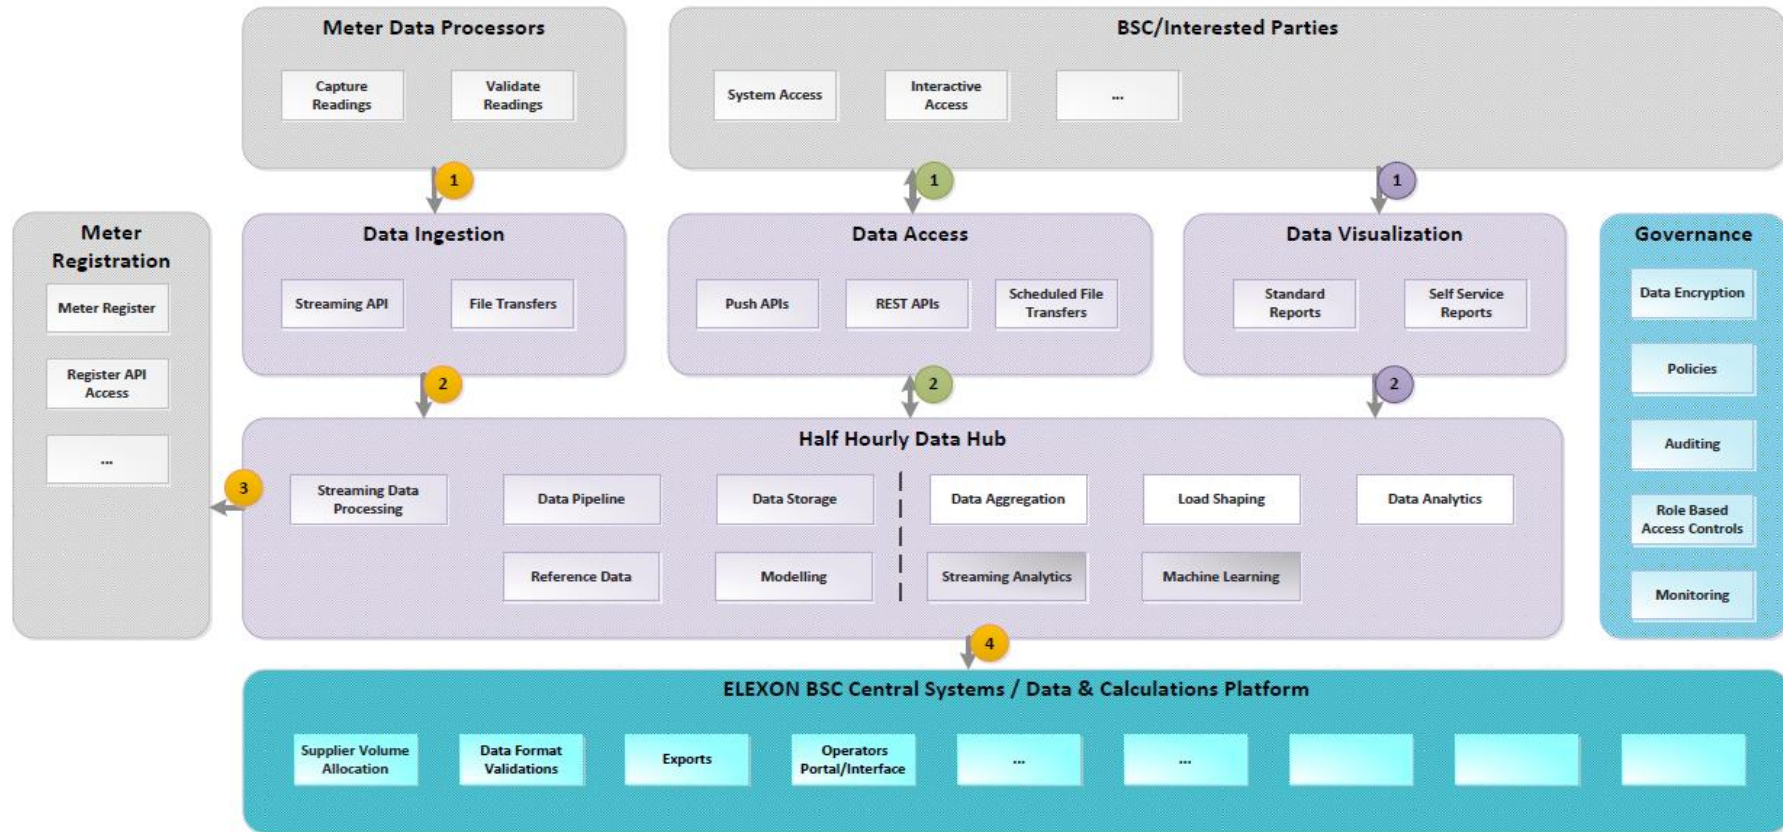 Meter Data Processors
Capture
Readings
Validate
Readings
BSC/Interested Parties
System Access
Interactive
Access
...
1
1
1
Meter
Registration
Meter Register
Register API
Access
...
Data Ingestion
Streaming API
File Transfers
Data Access
Push APIs
REST APIs
Scheduled File
Transfers
Data Visualization
Standard
Reports
Self Service
Reports
Governance
Data Encryption
Policies
Auditing
Role Based
Access Controls
Monitoring
2
2
2
3
Half Hourly Data Hub
Streaming Data
Processing
Data Pipeline
Data Storage
Data Aggregation
Load Shaping
Data Analytics
Reference Data
Modelling
Streaming Analytics
Machine Learning
4
ELEXON BSC Central Systems / Data & Calculations Platform
Supplier Volume
Allocation
Data Format
Validations
Exports
Operators
Portal/Interface
...
...